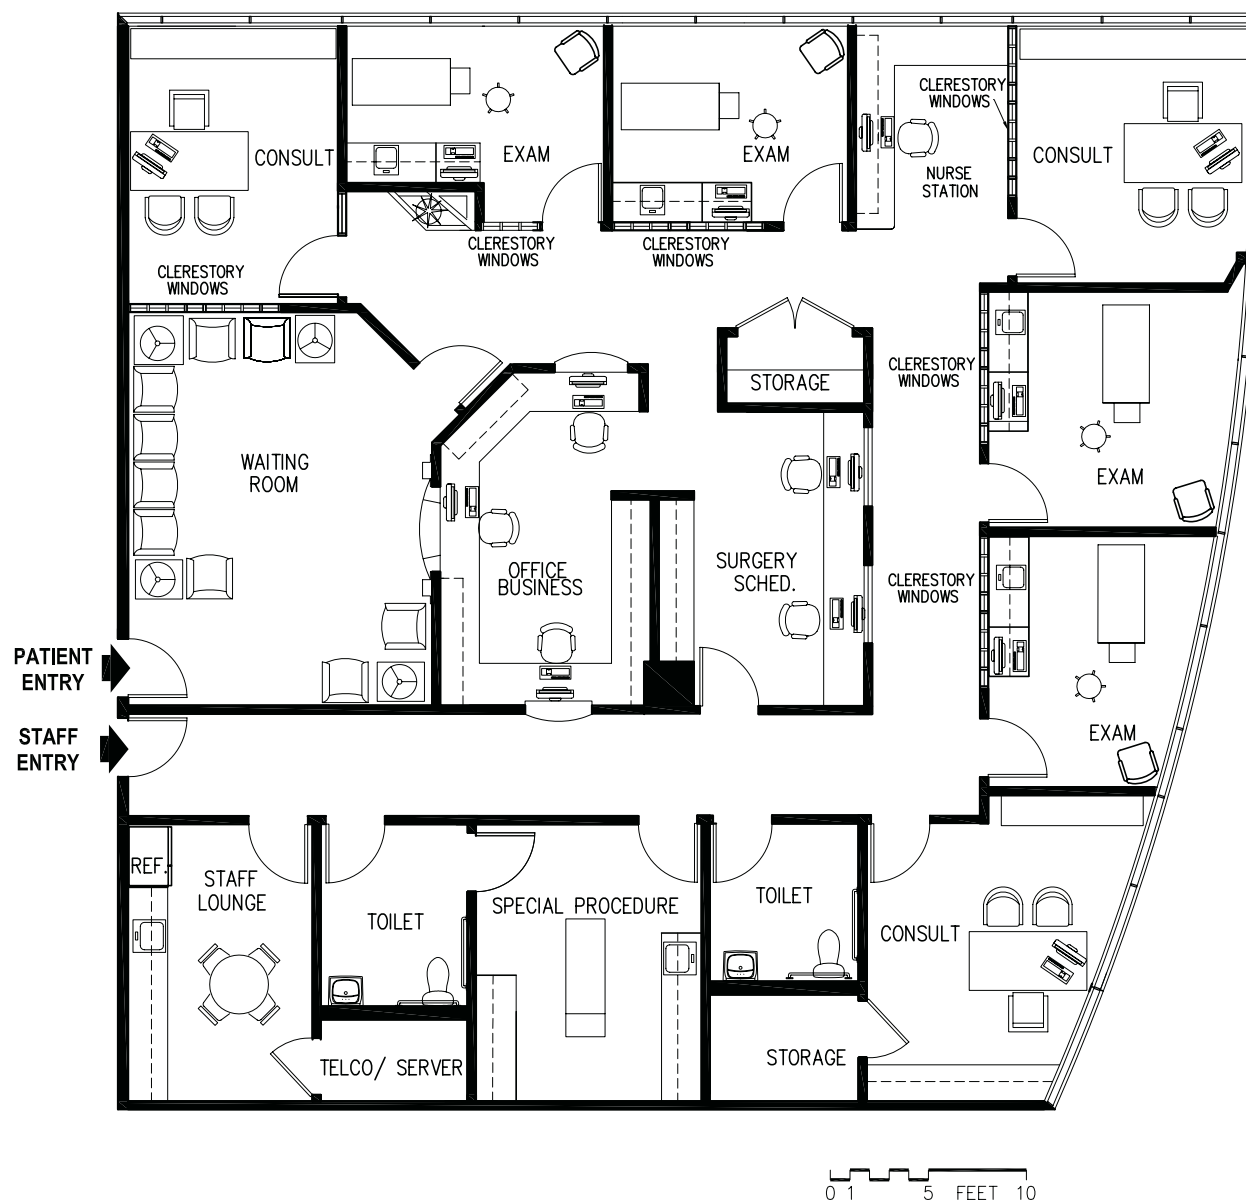 CLERESTORY
WINDOWS
CONSULT
EXAM
EXAM
CONSULT
NURSE
STATION
CLERESTORY
WINDOWS
CLERESTORY
WINDOWS
CLERESTORY
WINDOWS
CLERESTORY
WINDOWS
STORAGE
WAITING
ROOM
EXAM
OFFICE
BUSINESS
SURGERY
SCHED.
CLERESTORY
WINDOWS
PATIENT
ENTRY
STAFF
ENTRY
EXAM
REF.
STAFF
LOUNGE
TOILET
SPECIAL PROCEDURE
TOILET
CONSULT
TELCO/ SERVER
STORAGE
0 1 5 FEET 10